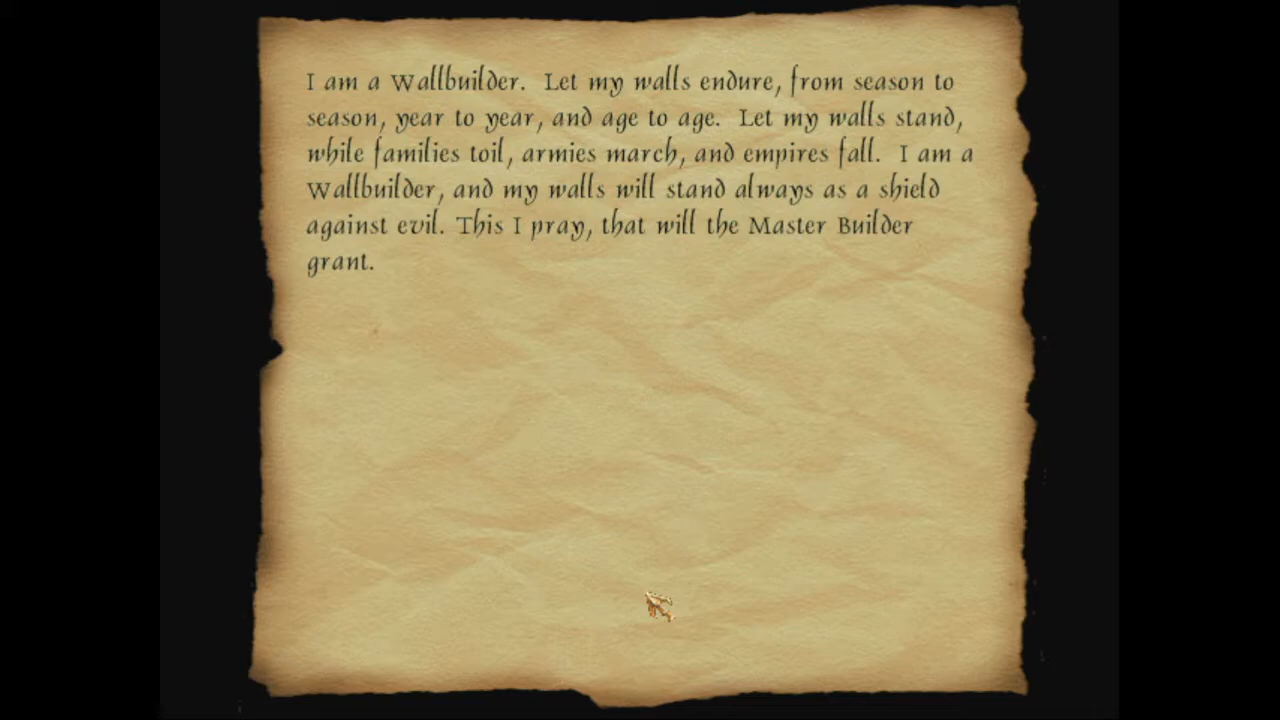 I am a Wallbuilder.  Let my walls endure, from season to
season, year to year, and age to age.  Let my walls stand,
while families toil, armies march, and empires fall.  I am a
Wallbuilder, and my walls will stand always as a shield
against evil. This I pray, that will the Master Builder
grant.